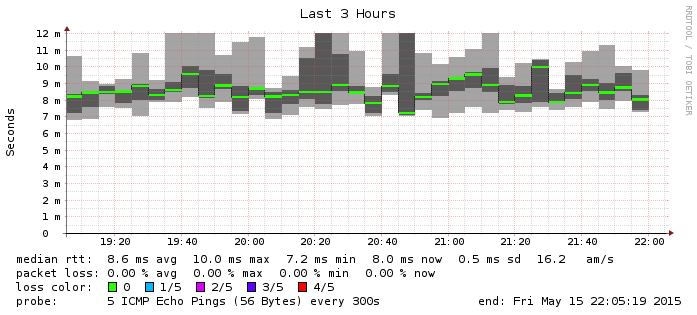 Last 3 Hours
RRDTOOL / TOBI OETIKER
Seconds
12 m
11 m
10 m
9 m
8 m
7 m
6 m
5 m
4 m
3 m
2 m
1 m
0
19:20 19:40 20:00 20:20 20:40 21:00 21:20 21:40 22:00
median rtt: 8.6 ms avg 10.0 ms max 7.2 ms min 8.0 ms now 0.5 ms sd 16.2 am/s
packet loss: 0.00 % avg 0.00 % max 0.00 % min 0.00 % now
loss color: 0 1/5 2/5 3/5 4/5
probe: 5 ICMP Echo Pings (56 Bytes) every 300s end: Fri May 15 22:05:19 2015